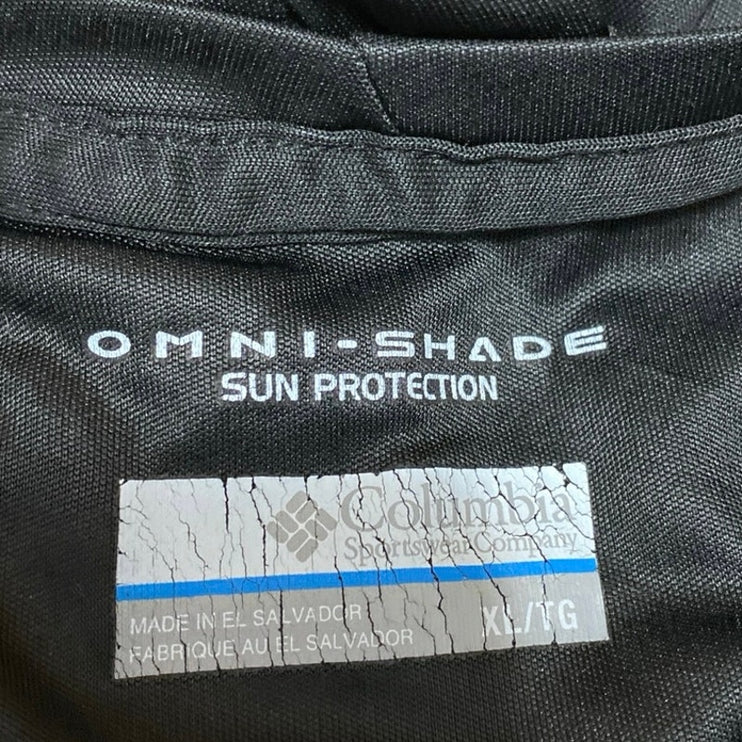 OMNI-SHADE
SUN PROTECTION
Columbia
Sportswear Company
MADE IN EL SALVADOR
FABRIQUE AU EL SALVADOR
XL/TG